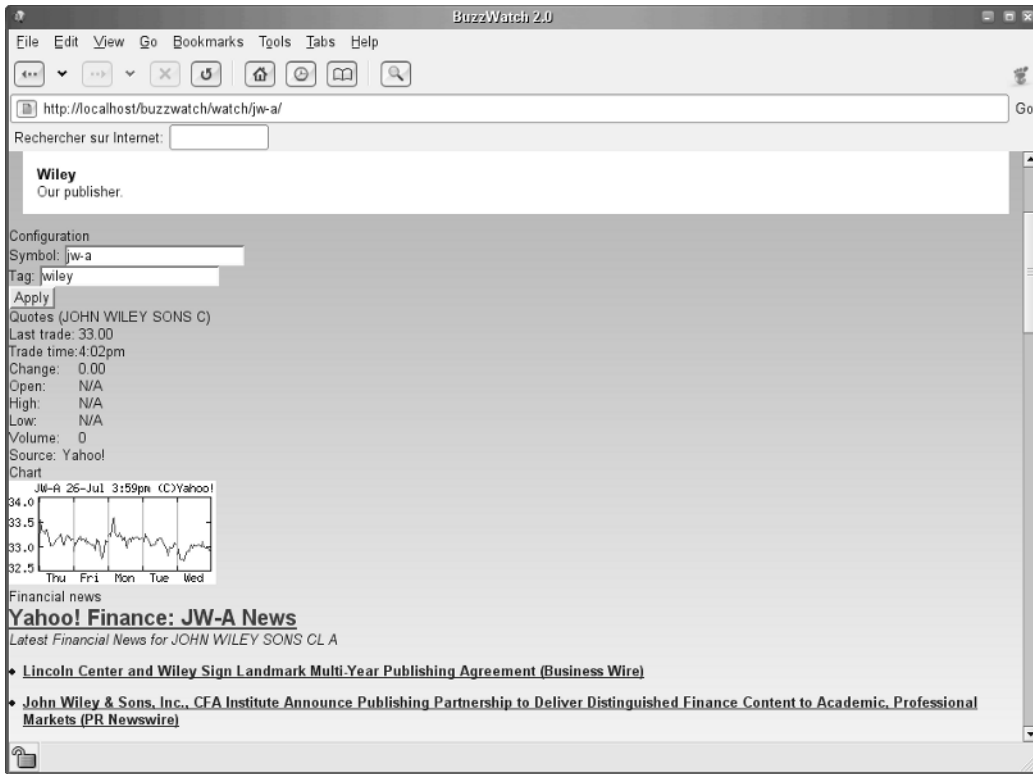 BuzzWatch 2.0
File Edit View Go Bookmarks Tools Tabs Help
http://localhost/buzzwatch/watch/jw-a/ Go
Rechercher sur Internet:
Wiley
Our publisher.
Configuration
Symbol: jw-a
Tag: wiley
Apply
Quotes (JOHN WILEY SONS C)
Last trade: 33.00
Trade time:4:02pm
Change: 0.00
Open: N/A
High: N/A
Low: N/A
Volume: 0
Source: Yahoo!
Chart
JW-A 26-Jul 3:59pm (C)Yahoo!
34.0
33.5
33.0
32.5
Thu Fri Mon Tue Wed
Financial news
Yahoo! Finance: JW-A News
Latest Financial News for JOHN WILEY SONS CL A
Lincoln Center and Wiley Sign Landmark Multi-Year Publishing Agreement (Business Wire)
John Wiley & Sons, Inc., CFA Institute Announce Publishing Partnership to Deliver Distinguished Finance Content to Academic, Professional
Markets (PR Newswire)